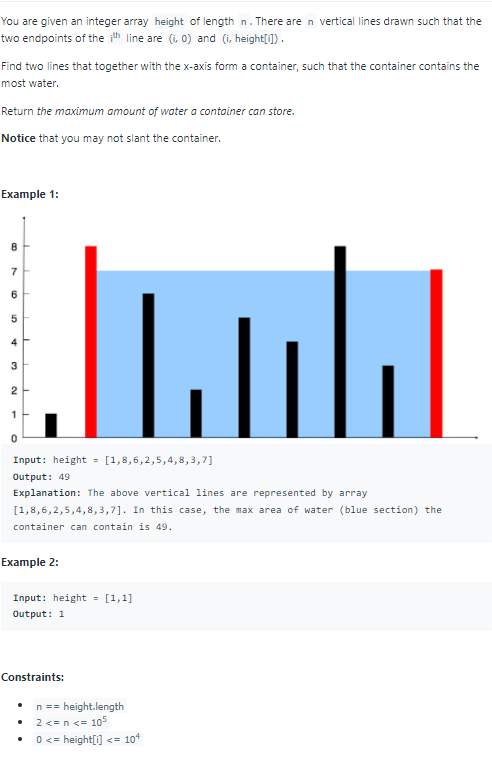 You are given an integer array height of length n. There are n vertical lines drawn such that the
two endpoints of the ith line are (i, 0) and (i, height[i]).
Find two lines that together with the x-axis form a container, such that the container contains the
most water.
Return the maximum amount of water a container can store.
Notice that you may not slant the container.
Example 1:
8
7
6
5
4
3
2
1
0
Input: height = [1,8,6,2,5,4,8,3,7]
Output: 49
Explanation: The above vertical lines are represented by array
[1,8,6,2,5,4,8,3,7]. In this case, the max area of water (blue section) the
container can contain is 49.
Example 2:
Input: height = [1,1]
Output: 1
Constraints:
• n == height.length
• 2 <= n <= 10⁵
• 0 <= height[i] <= 10⁴